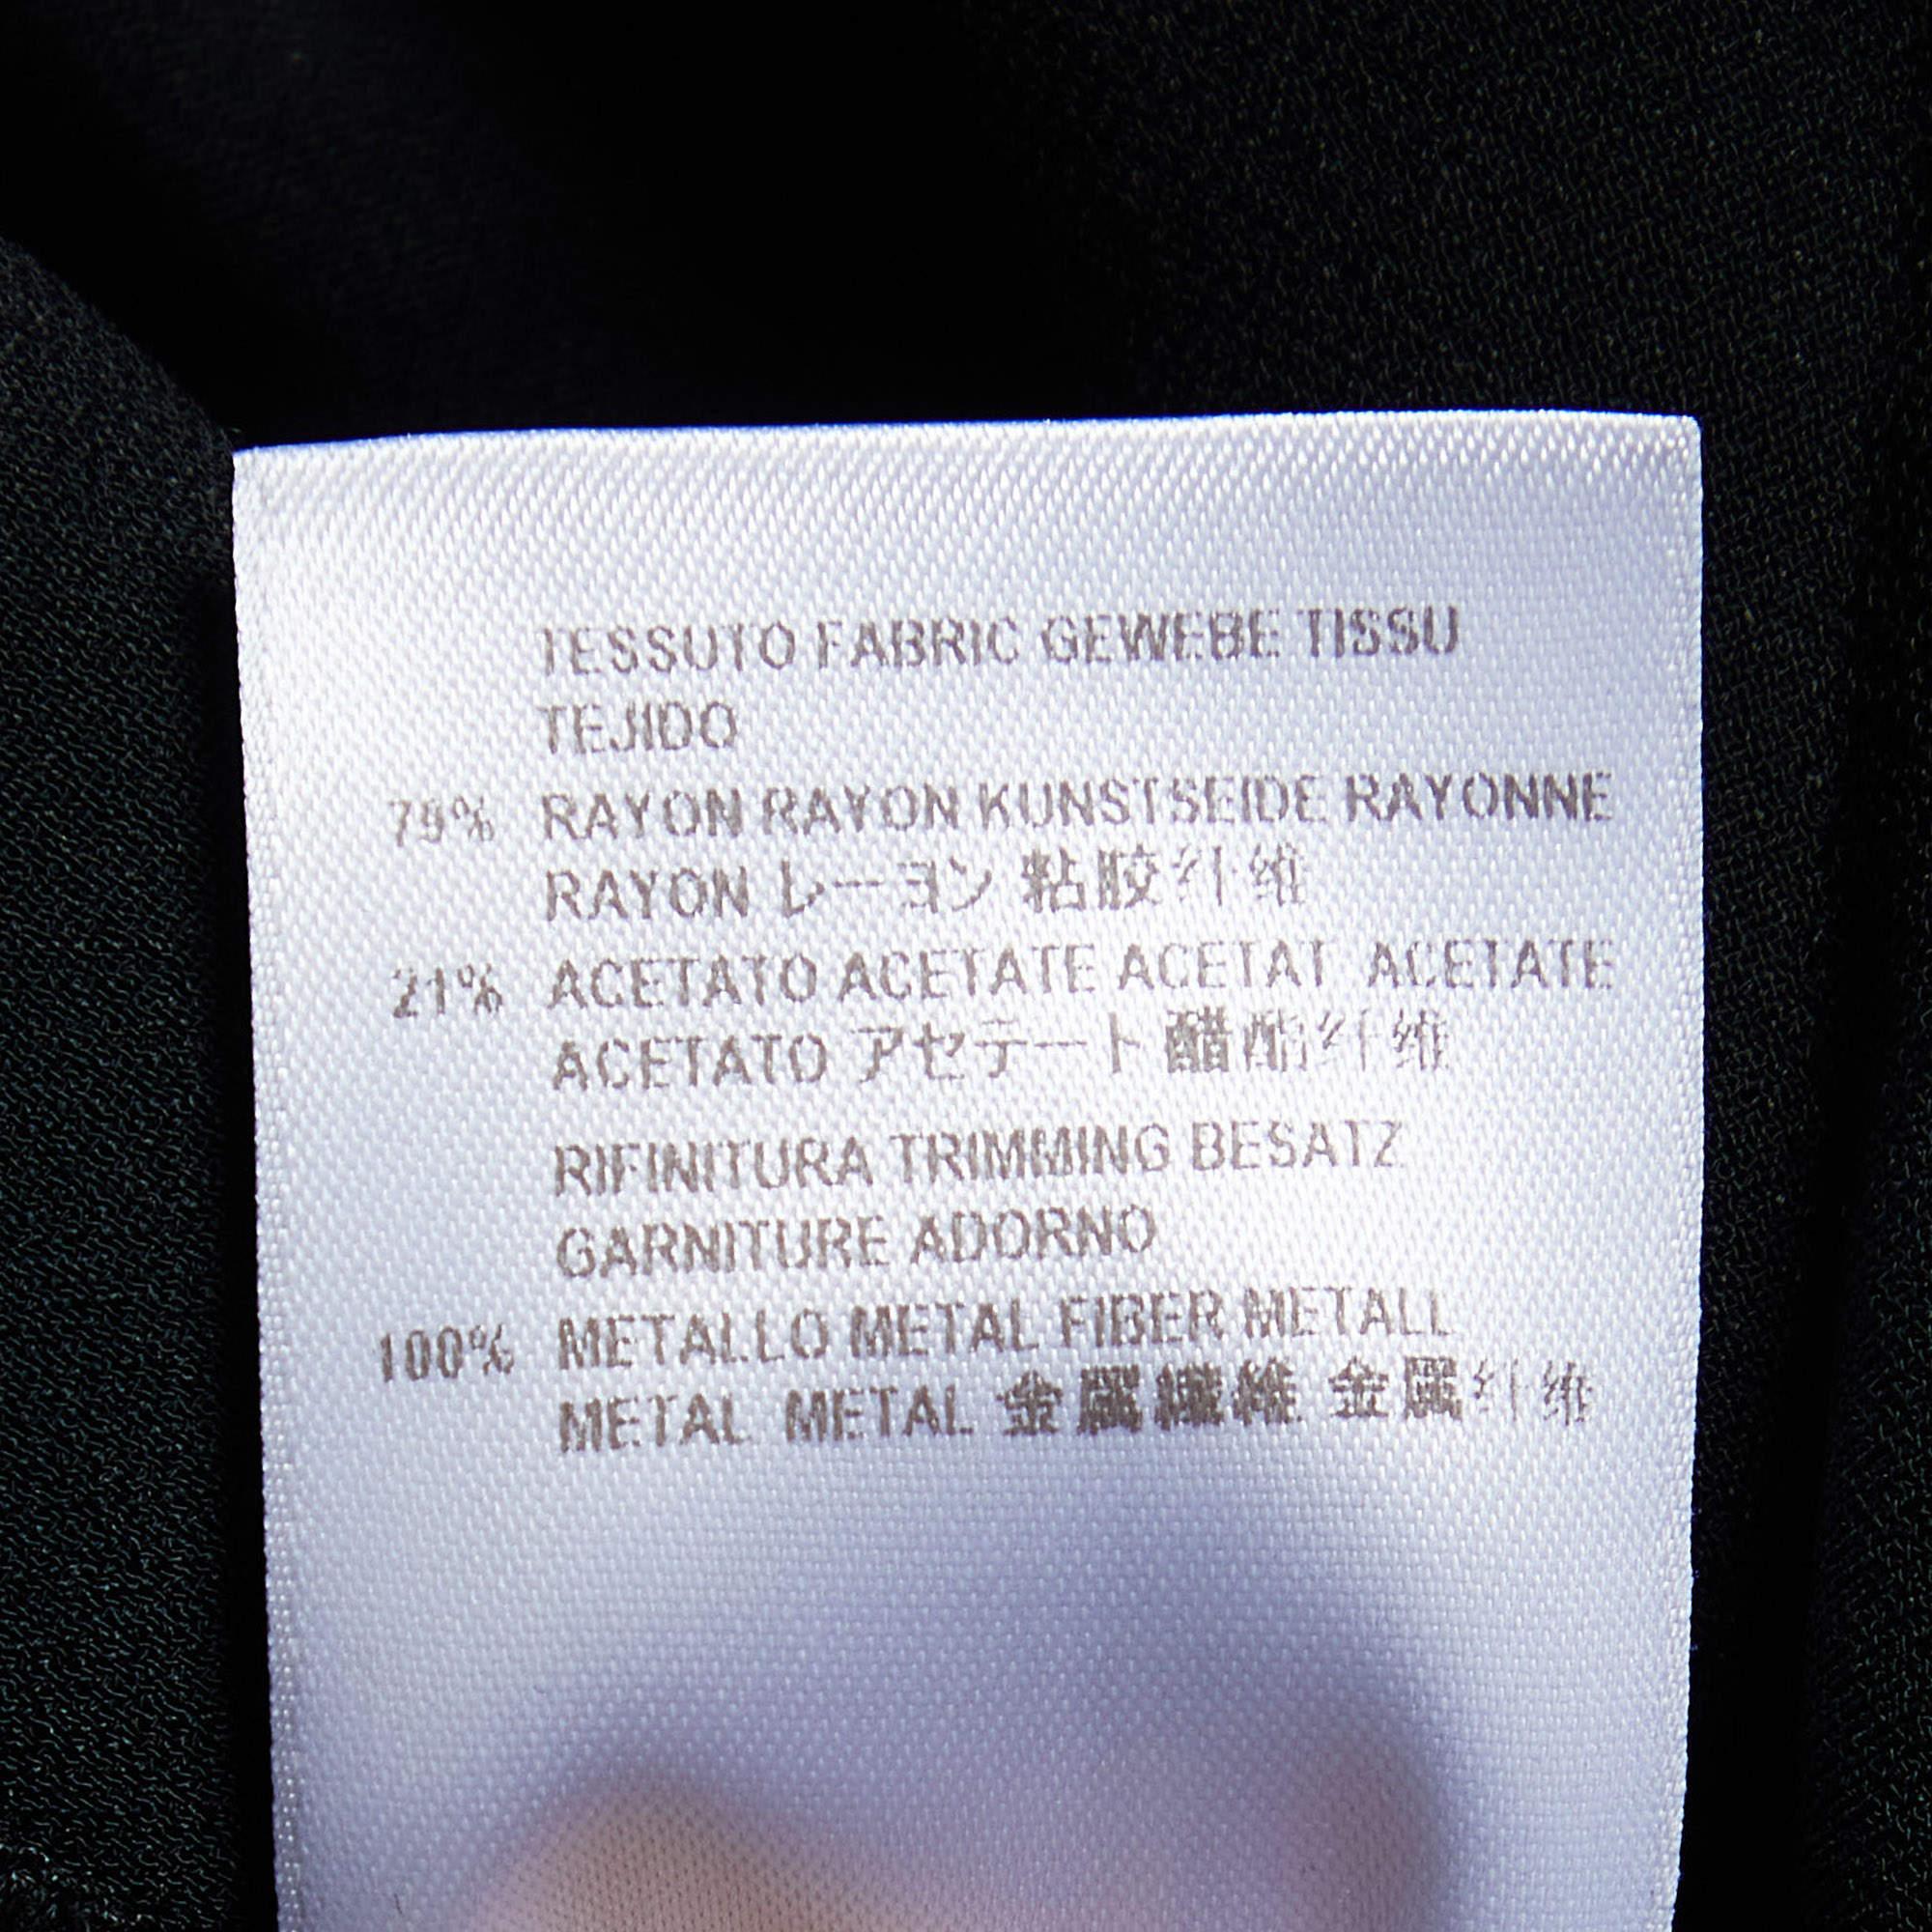 TESSUTO FABRIC GEWEBE TISSU
TEJIDO
79% RAYON RAYON KUNSTSEIDE RAYONNE
RAYON レーヨン 粘胶纤维
21% ACETATO ACETATE ACETAT ACETATE
ACETATO アセテート 醋酯纤维
RIFINITURA TRIMMING BESATZ
GARNITURE ADORNO
100% METALLO METAL FIBER METALL
METAL METAL 金属繊維 金属纤维